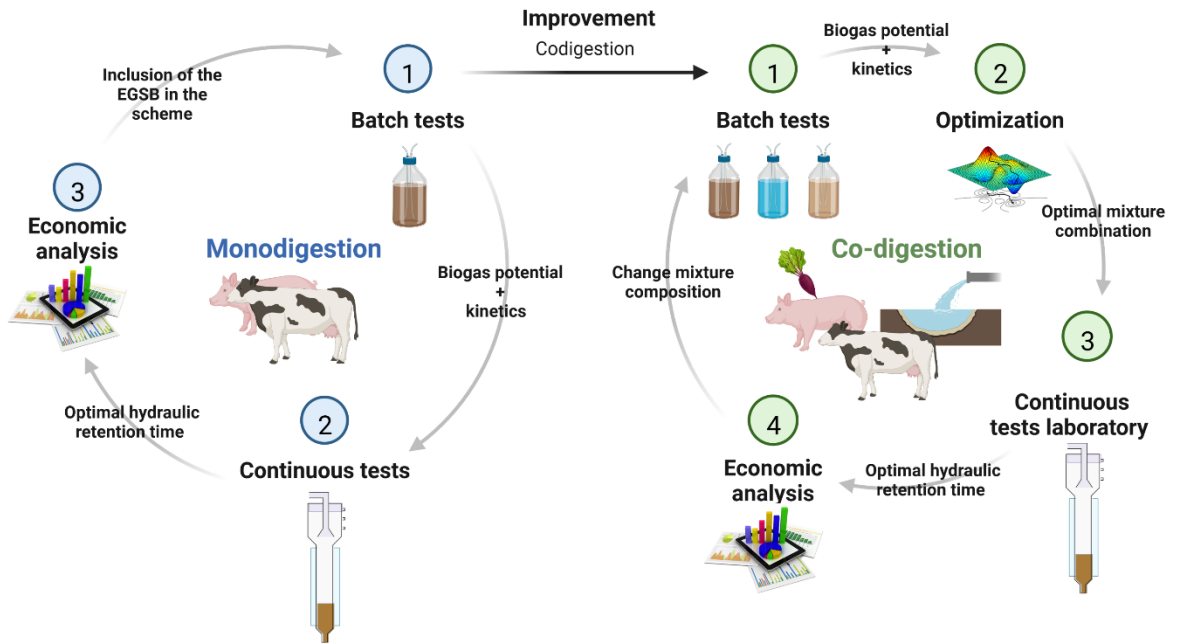 Improvement
Codigestion
Inclusion of the
EGSB in the
scheme
1
Batch tests
Biogas potential
+
kinetics
2
Continuous tests
Optimal hydraulic
retention time
3
Economic
analysis
Monodigestion
1
Batch tests
Biogas potential
+
kinetics
2
Optimization
Optimal mixture
combination
3
Continuous
tests laboratory
Optimal hydraulic
retention time
4
Economic
analysis
Change mixture
composition
Co-digestion